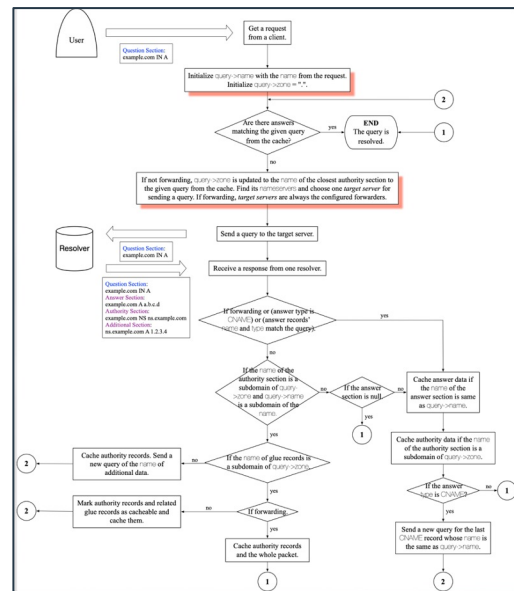 User
Get a request
from a client.
Question Section:
example.com IN A
Initialize query->name with the name from the request.
Initialize query->zone = ".".
2
Are there answers
matching the given query
from the cache?
yes
END
The query is
resolved.
1
no
If not forwarding, query->zone is updated to the name of the closest authority section to
the given query from the cache. Find its nameservers and choose one target server for
sending a query. If forwarding, target servers are always the configured forwarders.
Send a query to the target server.
Resolver
Question Section:
example.com IN A
Receive a response from one resolver.
Question Section:
example.com IN A
Answer Section:
example.com A a.b.c.d
Authority Section:
example.com NS ns.example.com
Additional Section:
ns.example.com A 1.2.3.4
If forwarding or (answer type is
CNAME) or (answer records'
name and type match the query).
yes
no
If the name of the
authority section is a
subdomain of query-
>zone and query->name
is a subdomain of the
name.
no
If the answer
section is null.
no
Cache answer data if
the name of the
answer section is same
as query->name.
yes
yes
1
Cache authority data if the name
of the authority section is a
subdomain of query->zone.
2
Cache authority records. Send a
new query of the name of
additional data.
no
If the name of glue records is
a subdomain of query->zone.
If the answer
type is CNAME?
no
1
yes
yes
2
Mark authority records and related
glue records as cacheable and
cache them.
no
If forwarding.
Send a new query for the last
CNAME record whose name is
the same as query->name.
yes
Cache authority records
and the whole packet.
1
2